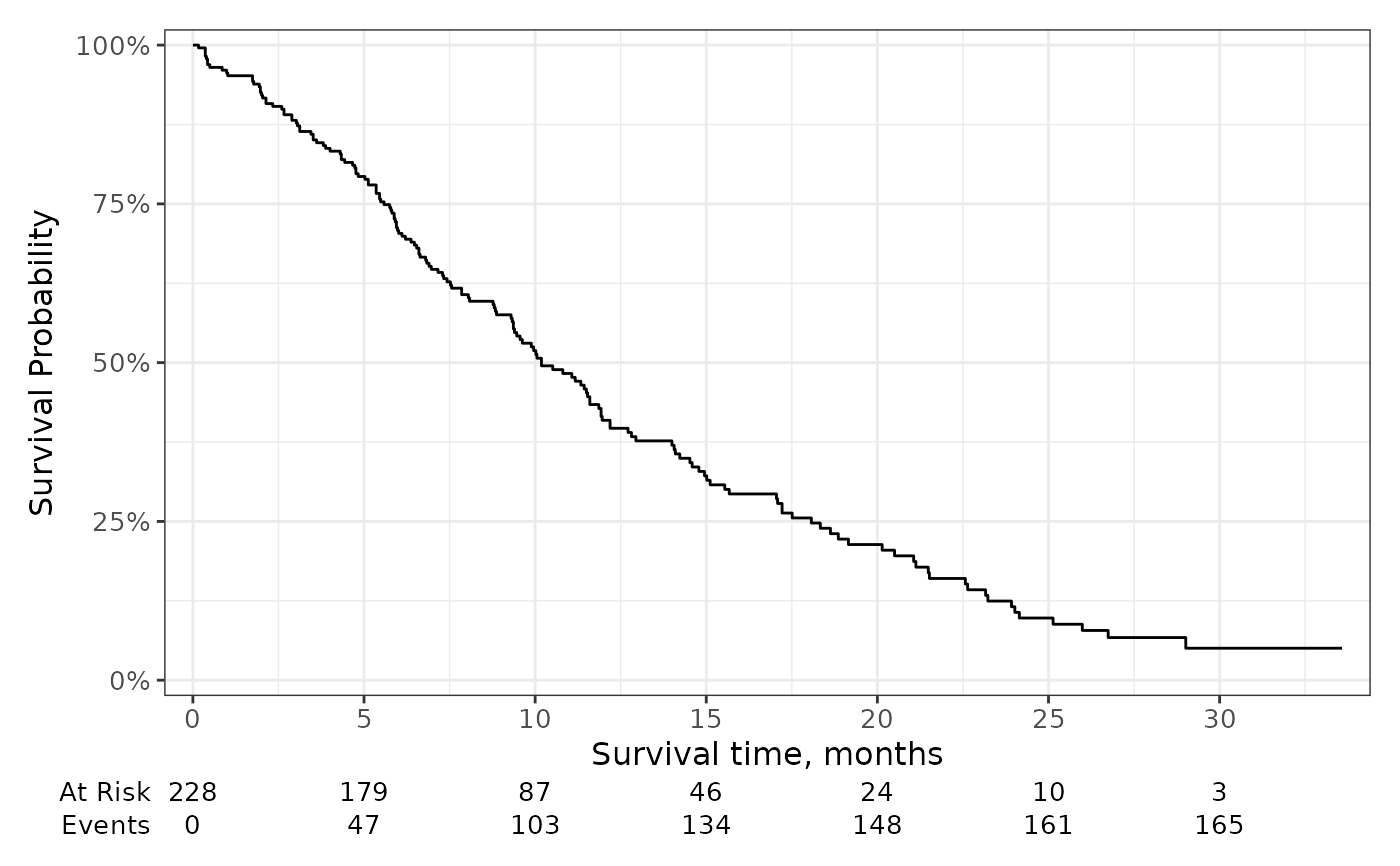 100%
75%
50%
25%
0%
Survival Probability
0 5 10 15 20 25 30
Survival time, months
At Risk 228 179 87 46 24 10 3
Events 0 47 103 134 148 161 165